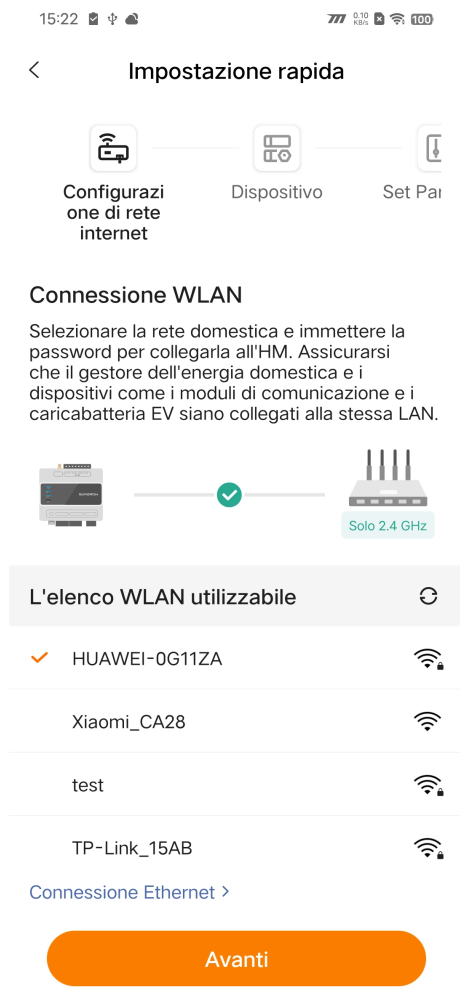 15:22
0.10
KB/s
100
Impostazione rapida
Configurazi
one di rete
internet
Dispositivo
Set Par
Connessione WLAN
Selezionare la rete domestica e immettere la
password per collegarla all'HM. Assicurarsi
che il gestore dell'energia domestica e i
dispositivi come i moduli di comunicazione e i
caricabatteria EV siano collegati alla stessa LAN.
Solo 2.4 GHz
L'elenco WLAN utilizzabile
HUAWEI-0G11ZA
Xiaomi_CA28
test
TP-Link_15AB
Connessione Ethernet >
Avanti